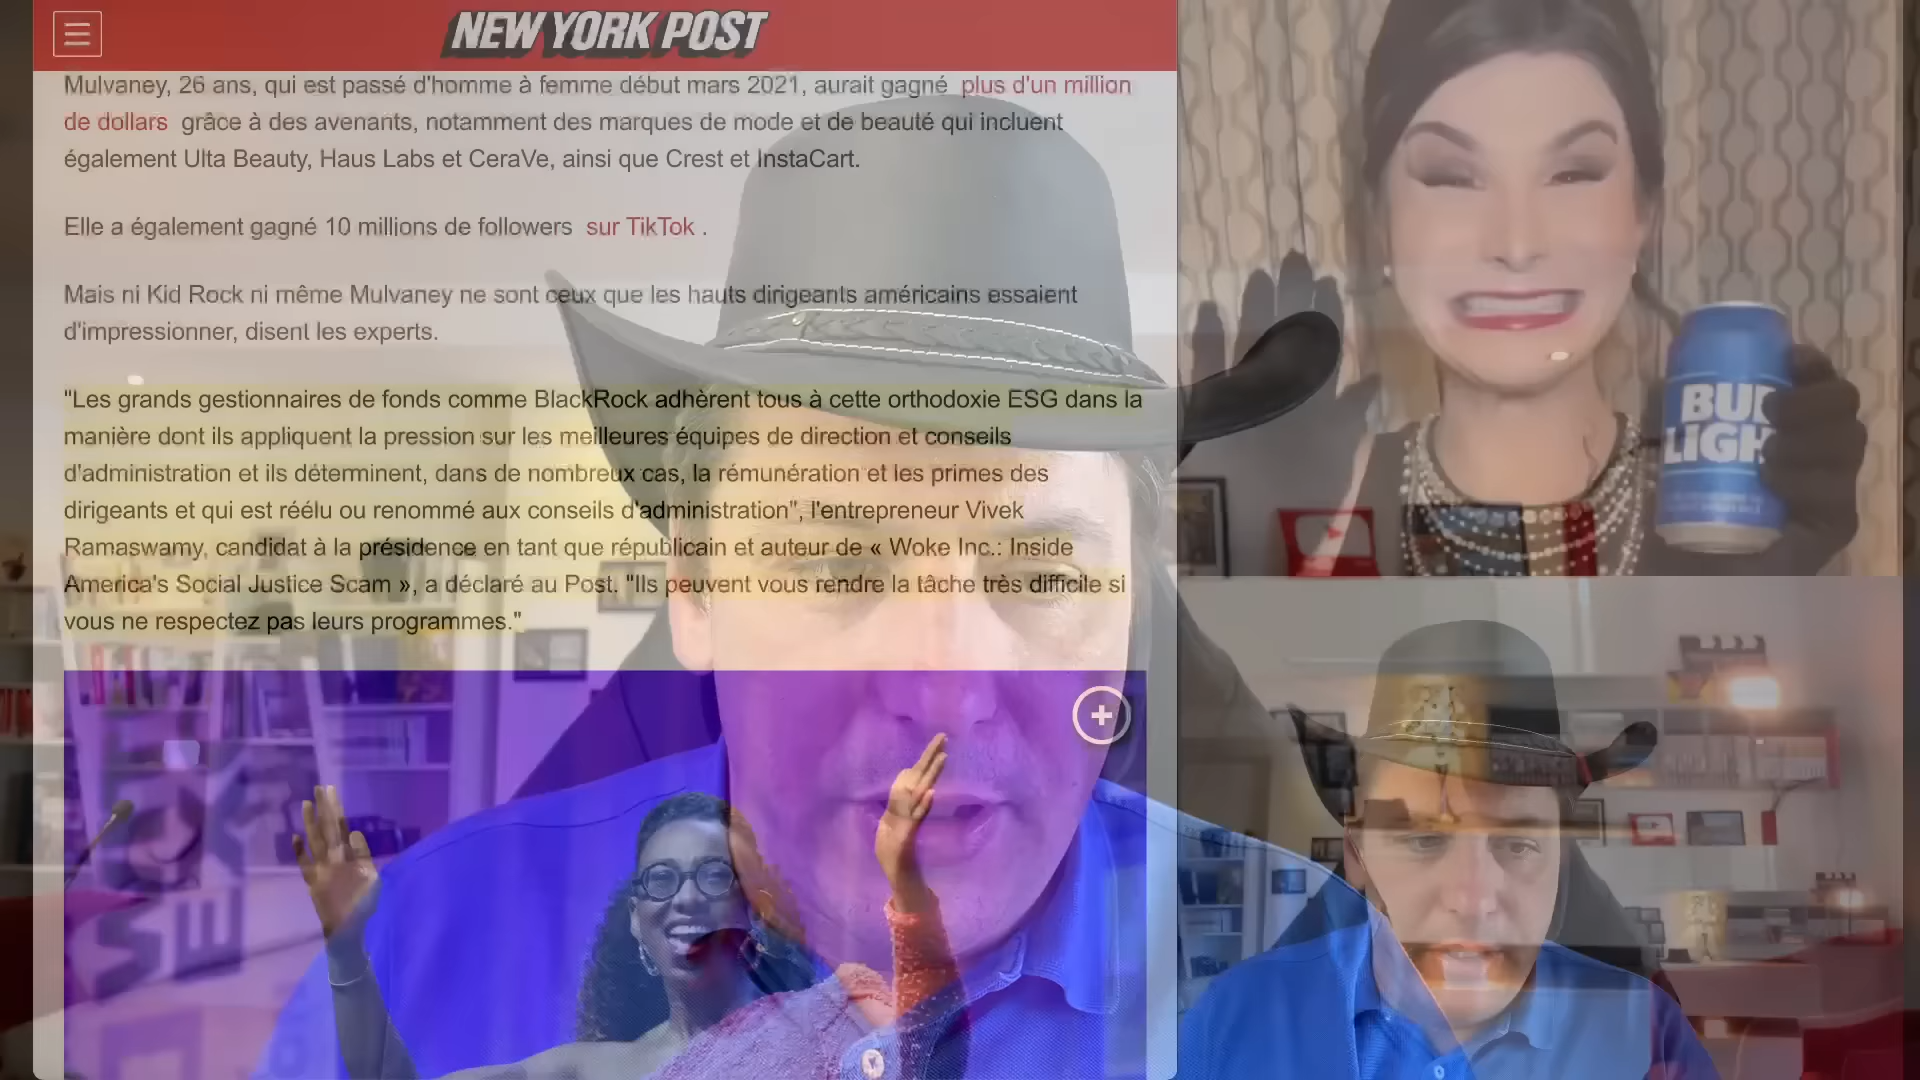 NEW YORK POST
Mulvaney, 26 ans, qui est passé d'homme à femme début mars 2021, aurait gagné plus d'un million
de dollars grâce à des avenants, notamment des marques de mode et de beauté qui incluent
également Ulta Beauty, Haus Labs et CeraVe, ainsi que Crest et InstaCart.
Elle a également gagné 10 millions de followers sur TikTok .
Mais ni Kid Rock ni même Mulvaney ne sont ceux que les hauts dirigeants américains essaient
d'impressionner, disent les experts.
"Les grands gestionnaires de fonds comme BlackRock adhèrent tous à cette orthodoxie ESG dans la
manière dont ils appliquent la pression sur les meilleures équipes de direction et conseils
d'administration et ils déterminent, dans de nombreux cas, la rémunération et les primes des
dirigeants et qui est réélu ou renommé aux conseils d'administration", l'entrepreneur Vivek
Ramaswamy, candidat à la présidence en tant que républicain et auteur de « Woke Inc.: Inside
America's Social Justice Scam », a déclaré au Post. "Ils peuvent vous rendre la tâche très difficile si
vous ne respectez pas leurs programmes."
BUD
LIGH